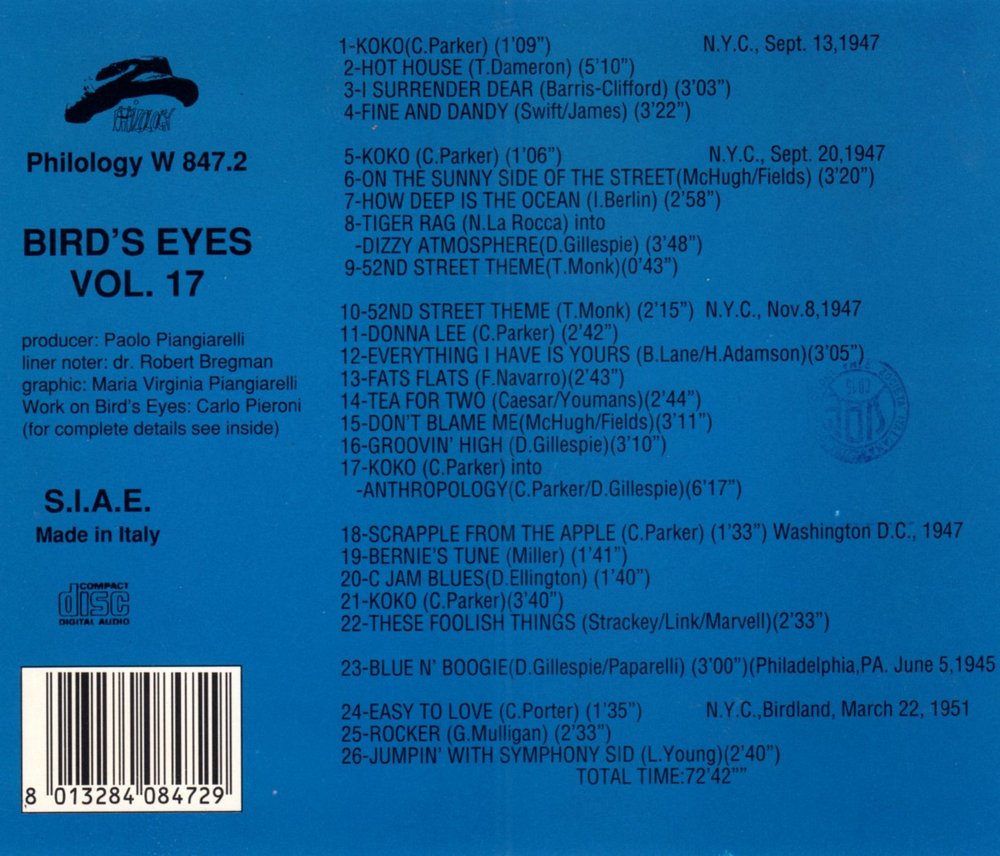 PHILOLOGY
Philology W 847.2
BIRD'S EYES
VOL. 17
producer: Paolo Piangiarelli
liner noter: dr. Robert Bregman
graphic: Maria Virginia Piangiarelli
Work on Bird's Eyes: Carlo Pieroni
(for complete details see inside)
S.I.A.E.
Made in Italy
COMPACT
disc
DIGITAL AUDIO
8 013284 084729
1-KOKO(C.Parker) (1'09") N.Y.C., Sept. 13,1947
2-HOT HOUSE (T.Dameron) (5'10")
3-I SURRENDER DEAR (Barris-Clifford) (3'03")
4-FINE AND DANDY (Swift/James) (3'22")
5-KOKO (C.Parker) (1'06") N.Y.C., Sept. 20,1947
6-ON THE SUNNY SIDE OF THE STREET(McHugh/Fields) (3'20")
7-HOW DEEP IS THE OCEAN (I.Berlin) (2'58")
8-TIGER RAG (N.La Rocca) into
-DIZZY ATMOSPHERE(D.Gillespie) (3'48")
9-52ND STREET THEME(T.Monk)(0'43")
10-52ND STREET THEME (T.Monk) (2'15") N.Y.C., Nov.8,1947
11-DONNA LEE (C.Parker) (2'42")
12-EVERYTHING I HAVE IS YOURS (B.Lane/H.Adamson)(3'05")
13-FATS FLATS (F.Navarro)(2'43")
14-TEA FOR TWO (Caesar/Youmans)(2'44")
15-DON'T BLAME ME(McHugh/Fields)(3'11")
16-GROOVIN' HIGH (D.Gillespie)(3'10")
17-KOKO (C.Parker) into
-ANTHROPOLOGY(C.Parker/D.Gillespie)(6'17")
18-SCRAPPLE FROM THE APPLE (C.Parker) (1'33") Washington D.C., 1947
19-BERNIE'S TUNE (Miller) (1'41")
20-C JAM BLUES(D.Ellington) (1'40")
21-KOKO (C.Parker)(3'40")
22-THESE FOOLISH THINGS (Strackey/Link/Marvell)(2'33")
23-BLUE N' BOOGIE(D.Gillespie/Paparelli) (3'00")(Philadelphia,PA. June 5,1945
24-EASY TO LOVE (C.Porter) (1'35") N.Y.C.,Birdland, March 22, 1951
25-ROCKER (G.Mulligan) (2'33")
26-JUMPIN' WITH SYMPHONY SID (L.Young)(2'40")
TOTAL TIME:72'42""